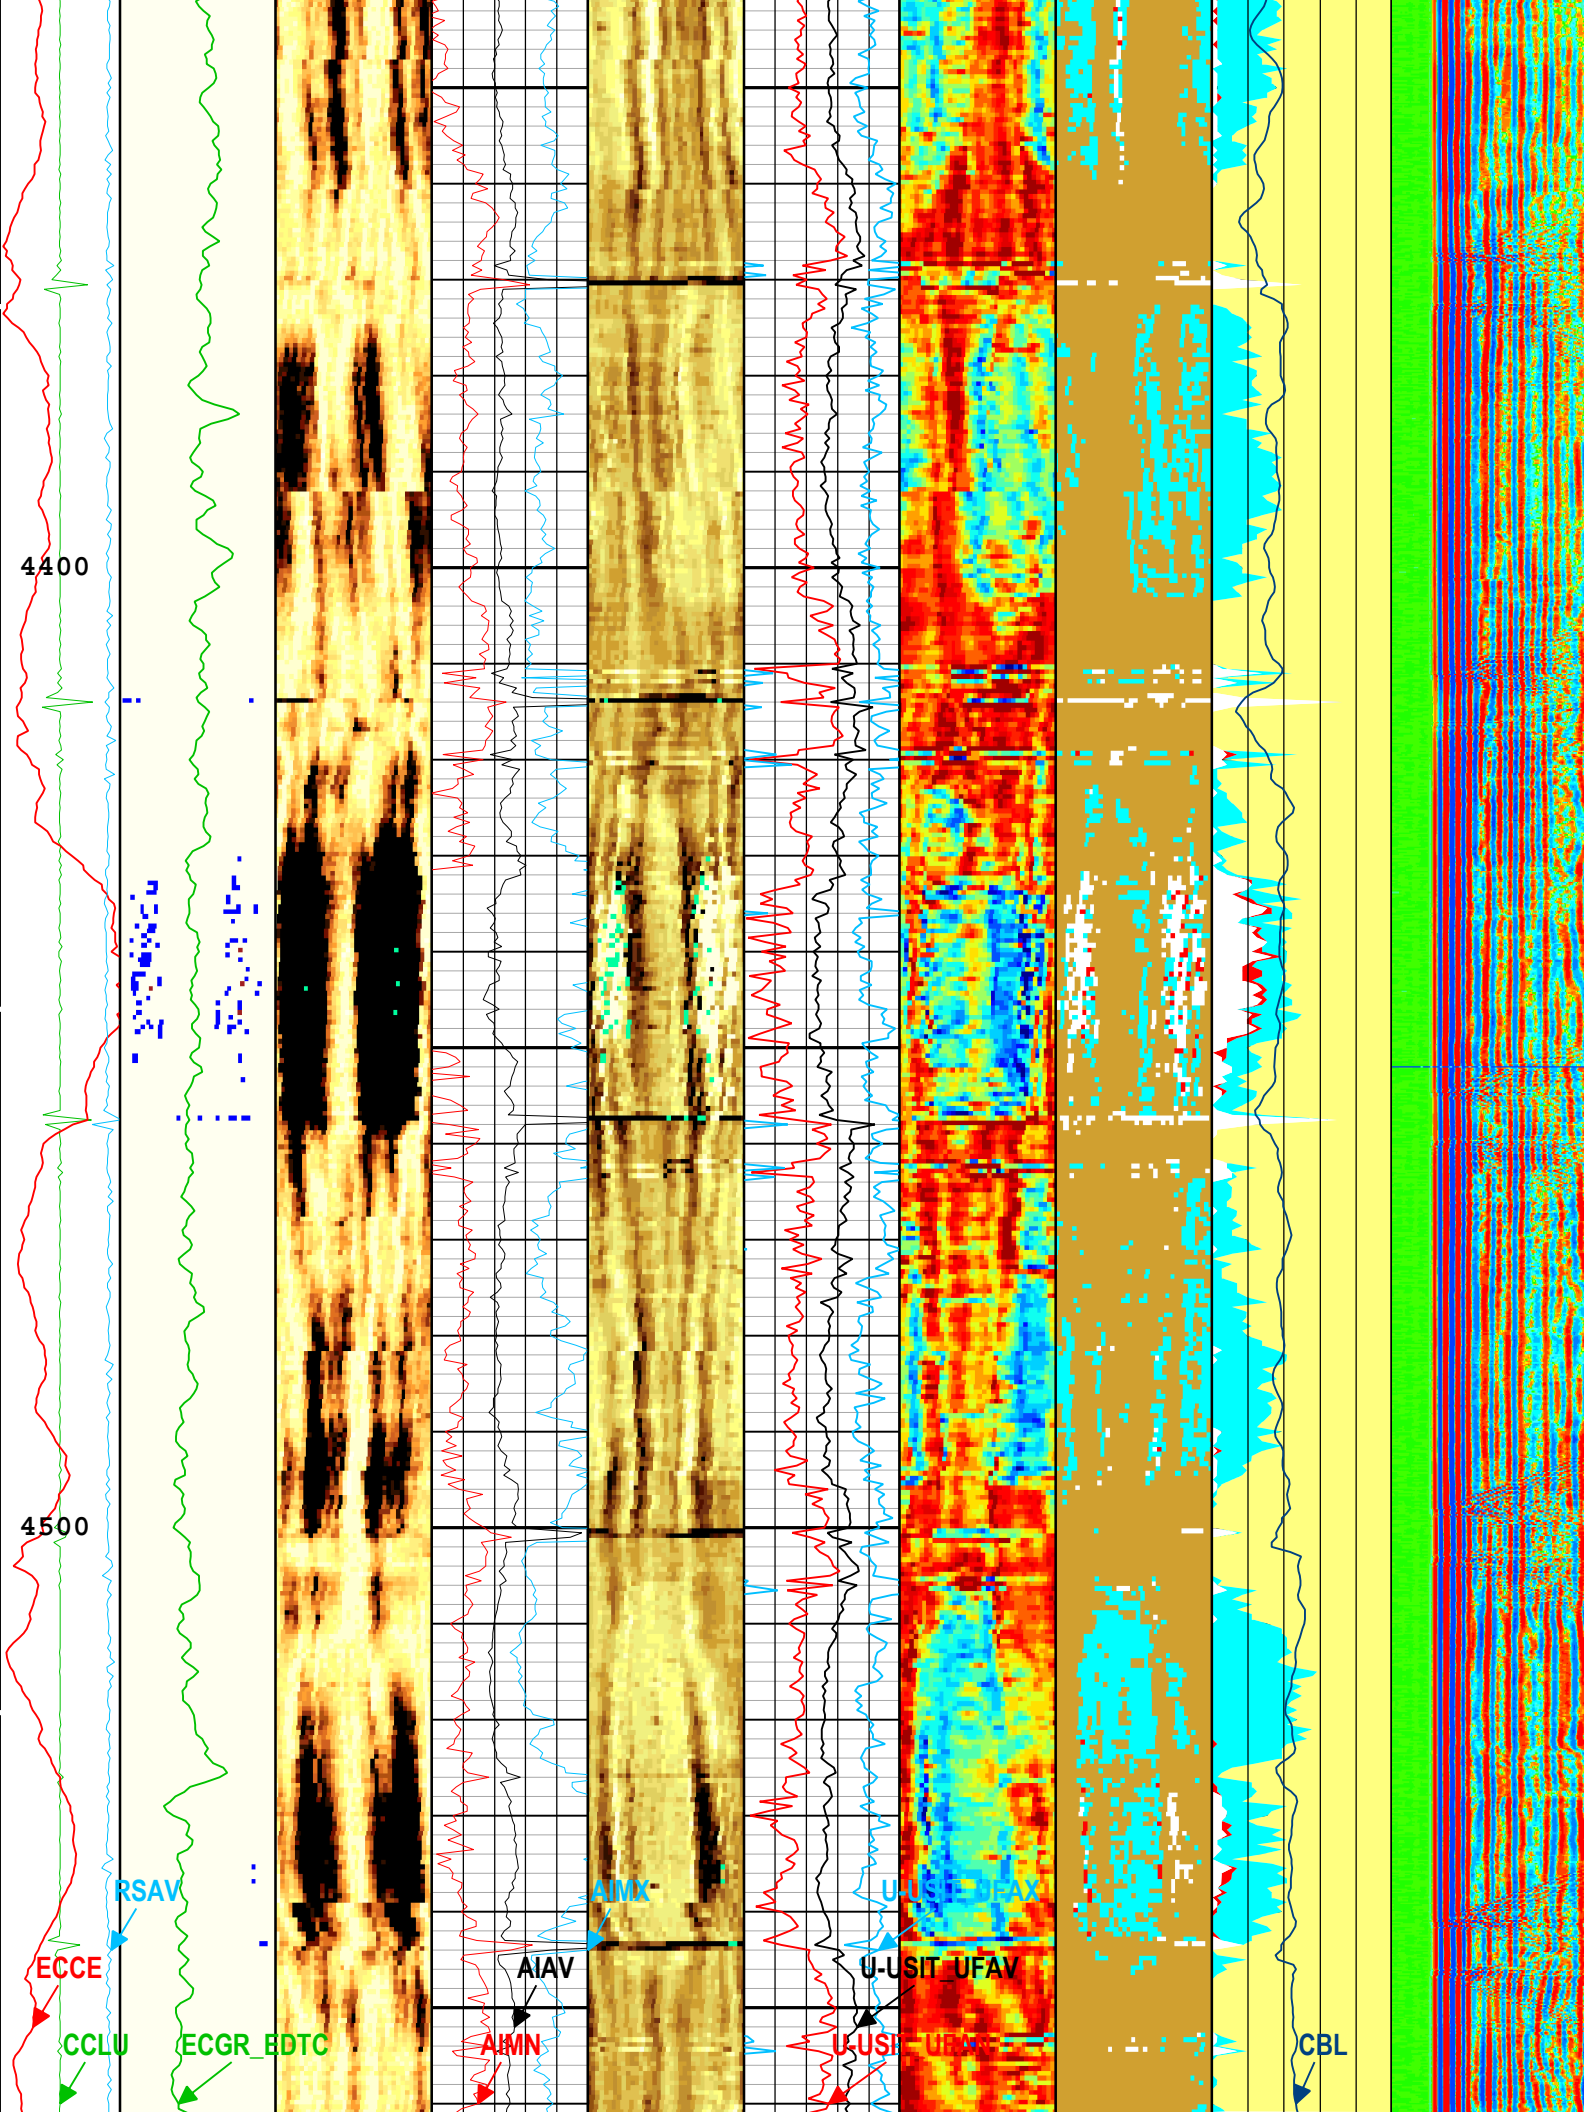 4400
4500
RSAV
AIMX
U-USIT_UFAX
ECCE
AIAV
U-USIT_UFAV
CCLU
ECGR_EDTC
AIMN
CBL